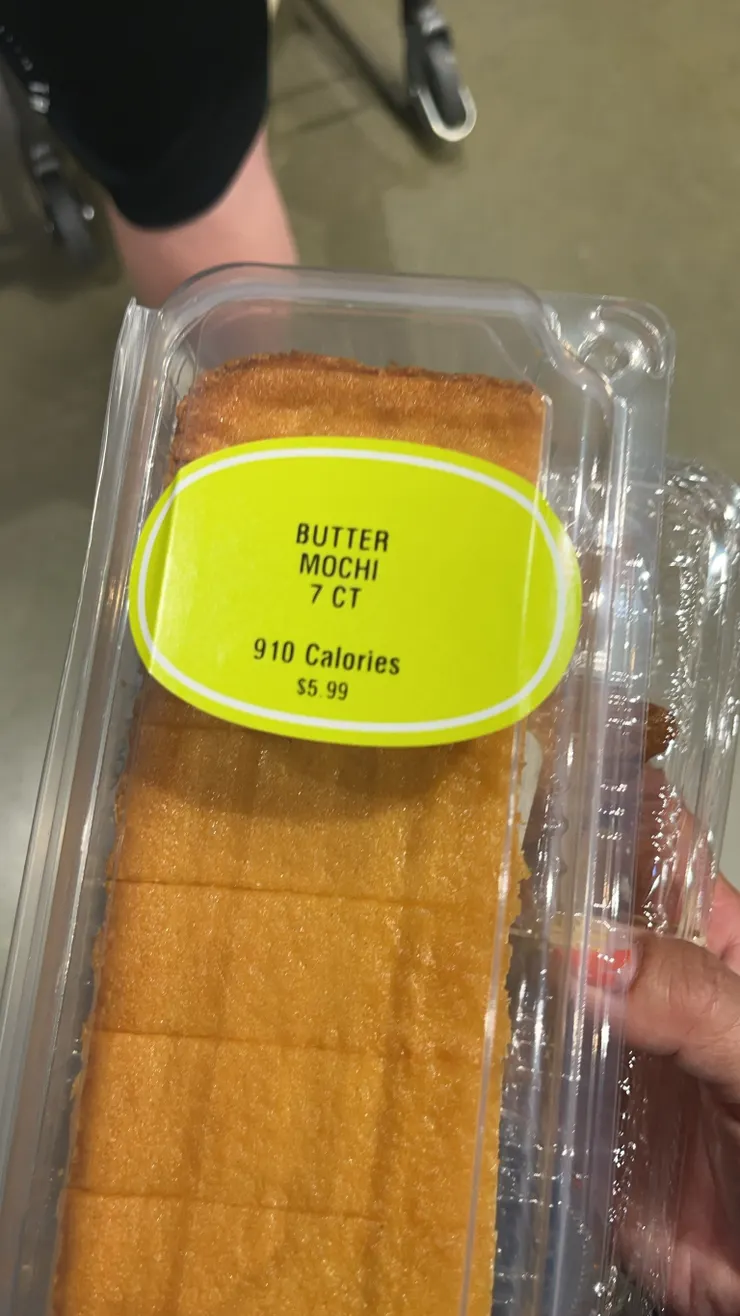 BUTTER
MOCHI
7 CT
910 Calories
$5.99